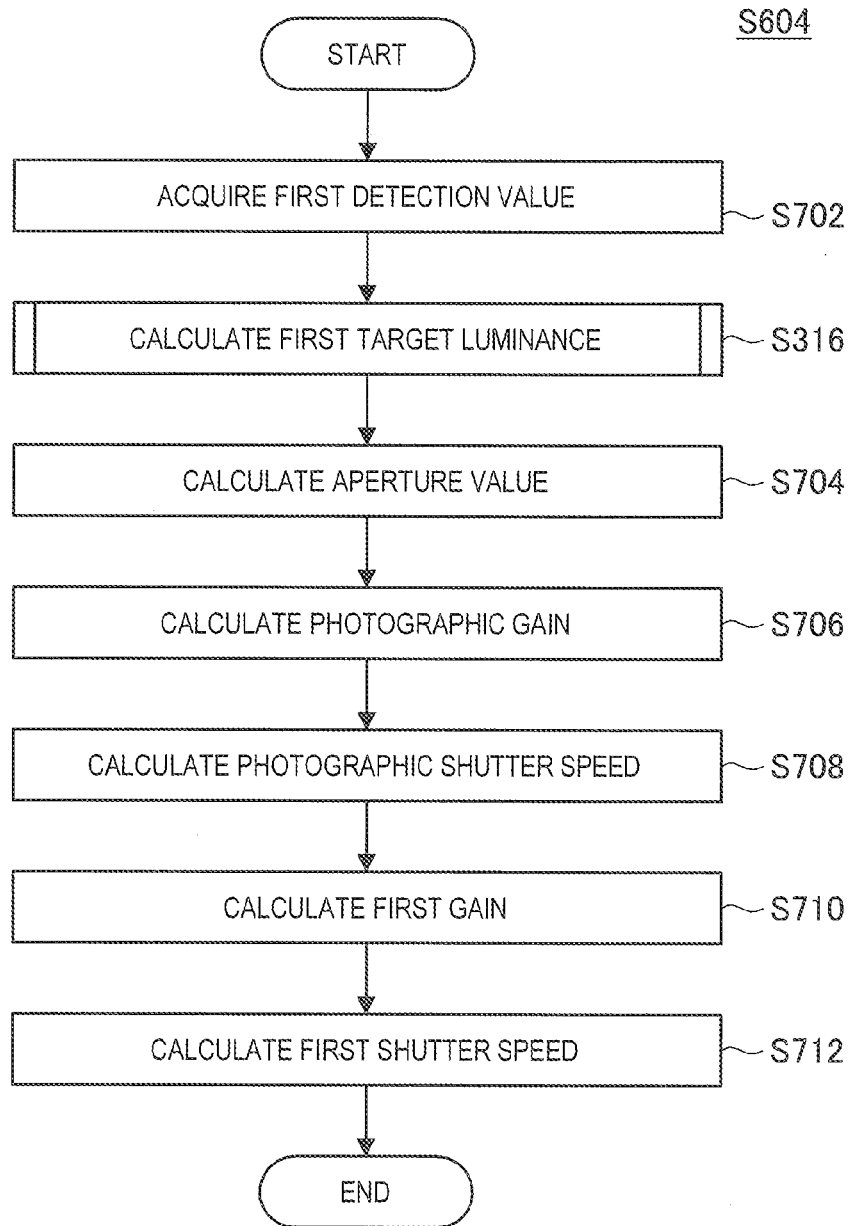 S604
START
ACQUIRE FIRST DETECTION VALUE
S702
CALCULATE FIRST TARGET LUMINANCE
S316
CALCULATE APERTURE VALUE
S704
CALCULATE PHOTOGRAPHIC GAIN
S706
CALCULATE PHOTOGRAPHIC SHUTTER SPEED
S708
CALCULATE FIRST GAIN
S710
CALCULATE FIRST SHUTTER SPEED
S712
END